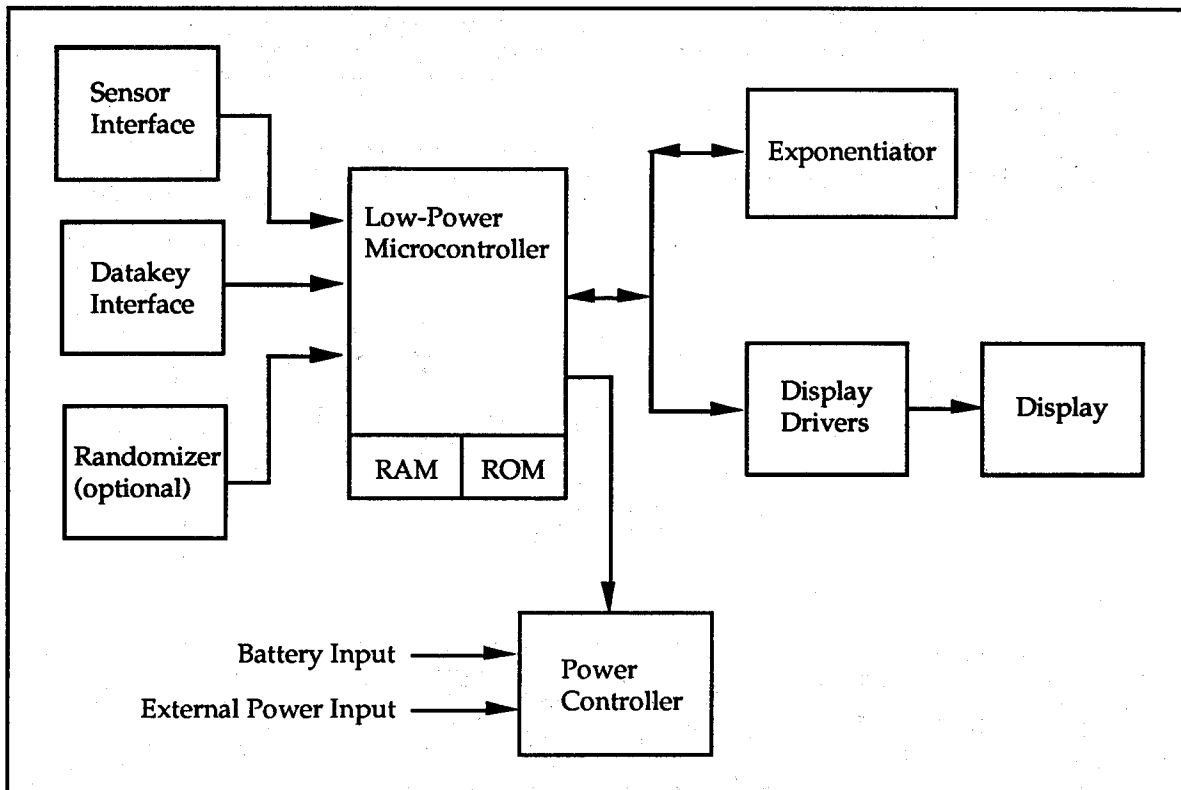 Sensor
Interface
Datakey
Interface
Randomizer
(optional)
Low-Power
Microcontroller
RAM
ROM
Exponentiator
Display
Drivers
Display
Battery Input
External Power Input
Power
Controller